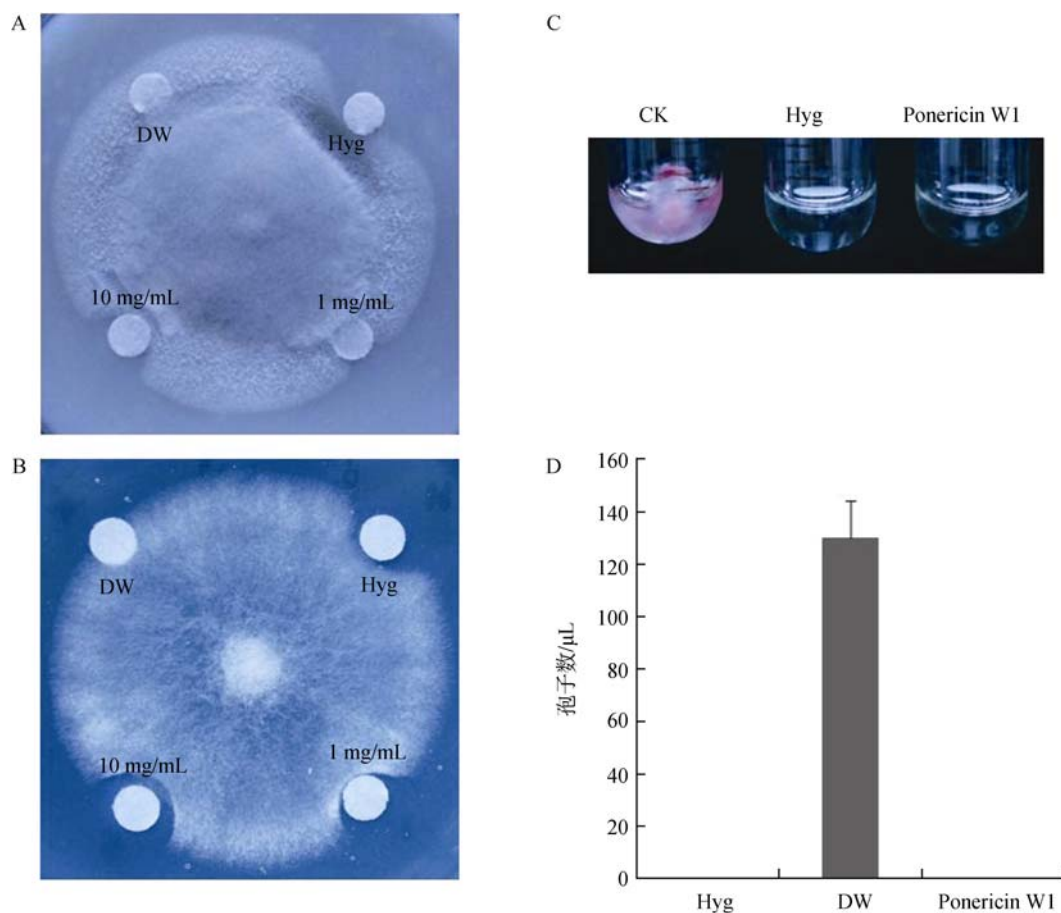 A
DW
Hyg
10 mg/mL
1 mg/mL
B
DW
Hyg
10 mg/mL
1 mg/mL
C
CK Hyg Ponericin W1
D
160
140
120
100
80
60
40
20
0
孢子数/μL
Hyg DW Ponericin W1